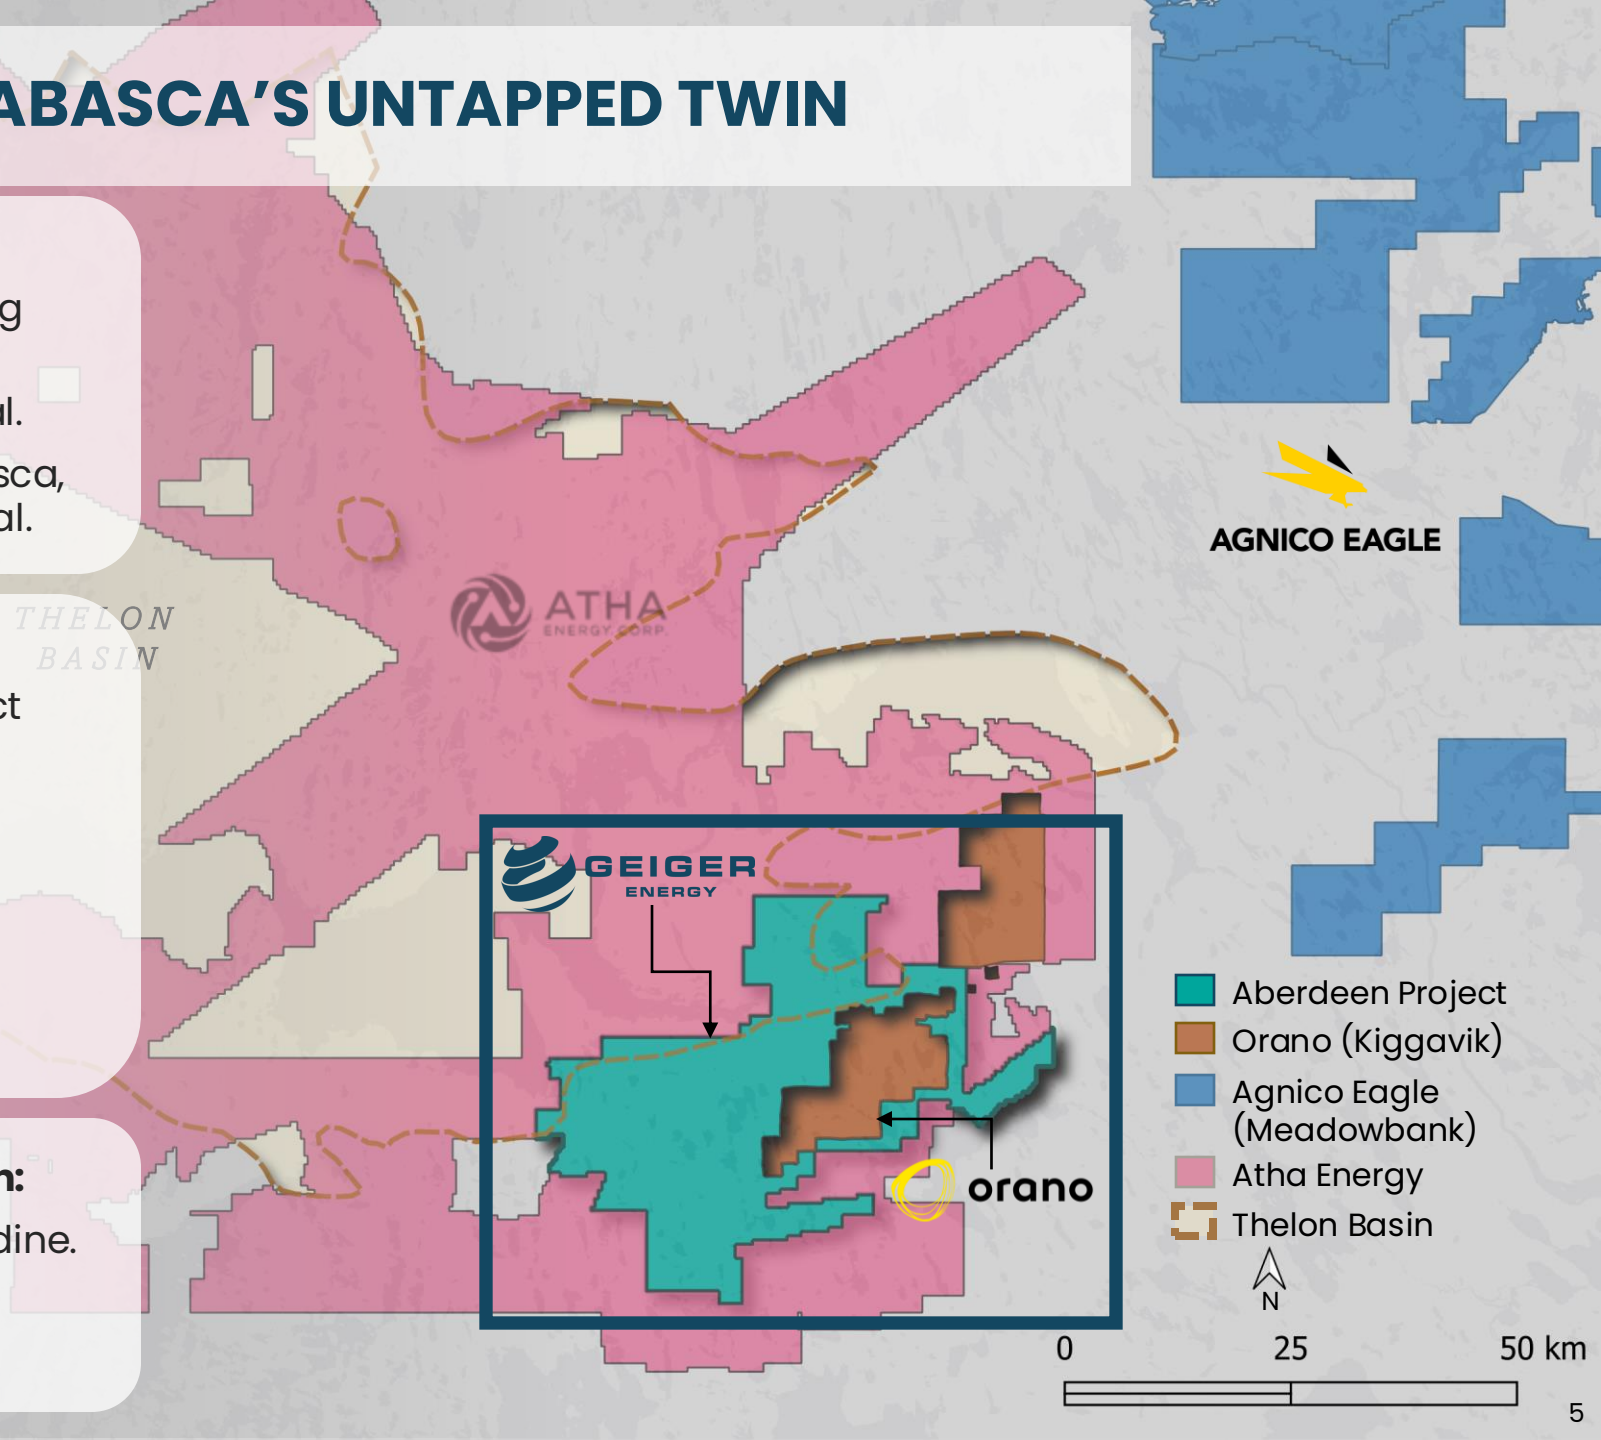 ABASCA'S UNTAPPED TWIN
g
al.
sca,
al.
THELON
BASIN
ct
n:
dine.
ATHA
ENERGY CORP.
AGNICO EAGLE
GEIGER
ENERGY
orano
Aberdeen Project
Orano (Kiggavik)
Agnico Eagle
(Meadowbank)
Atha Energy
Thelon Basin
N
0 25 50 km
5